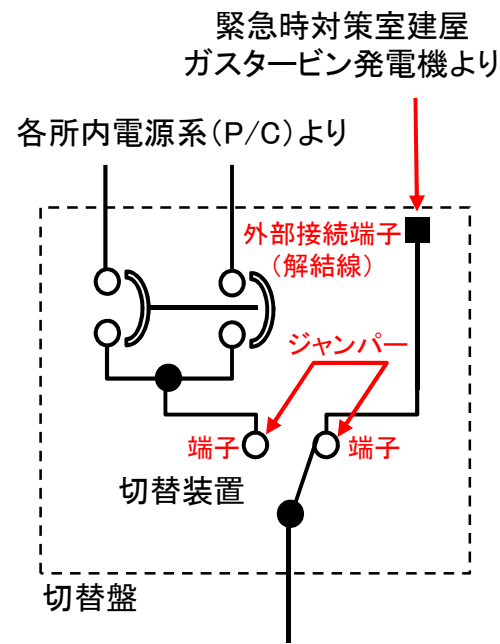 緊急時対策室建屋
ガスタービン発電機より
各所内電源系(P/C)より
外部接続端子
(解結線)
ジャンパー
端子
端子
切替装置
切替盤